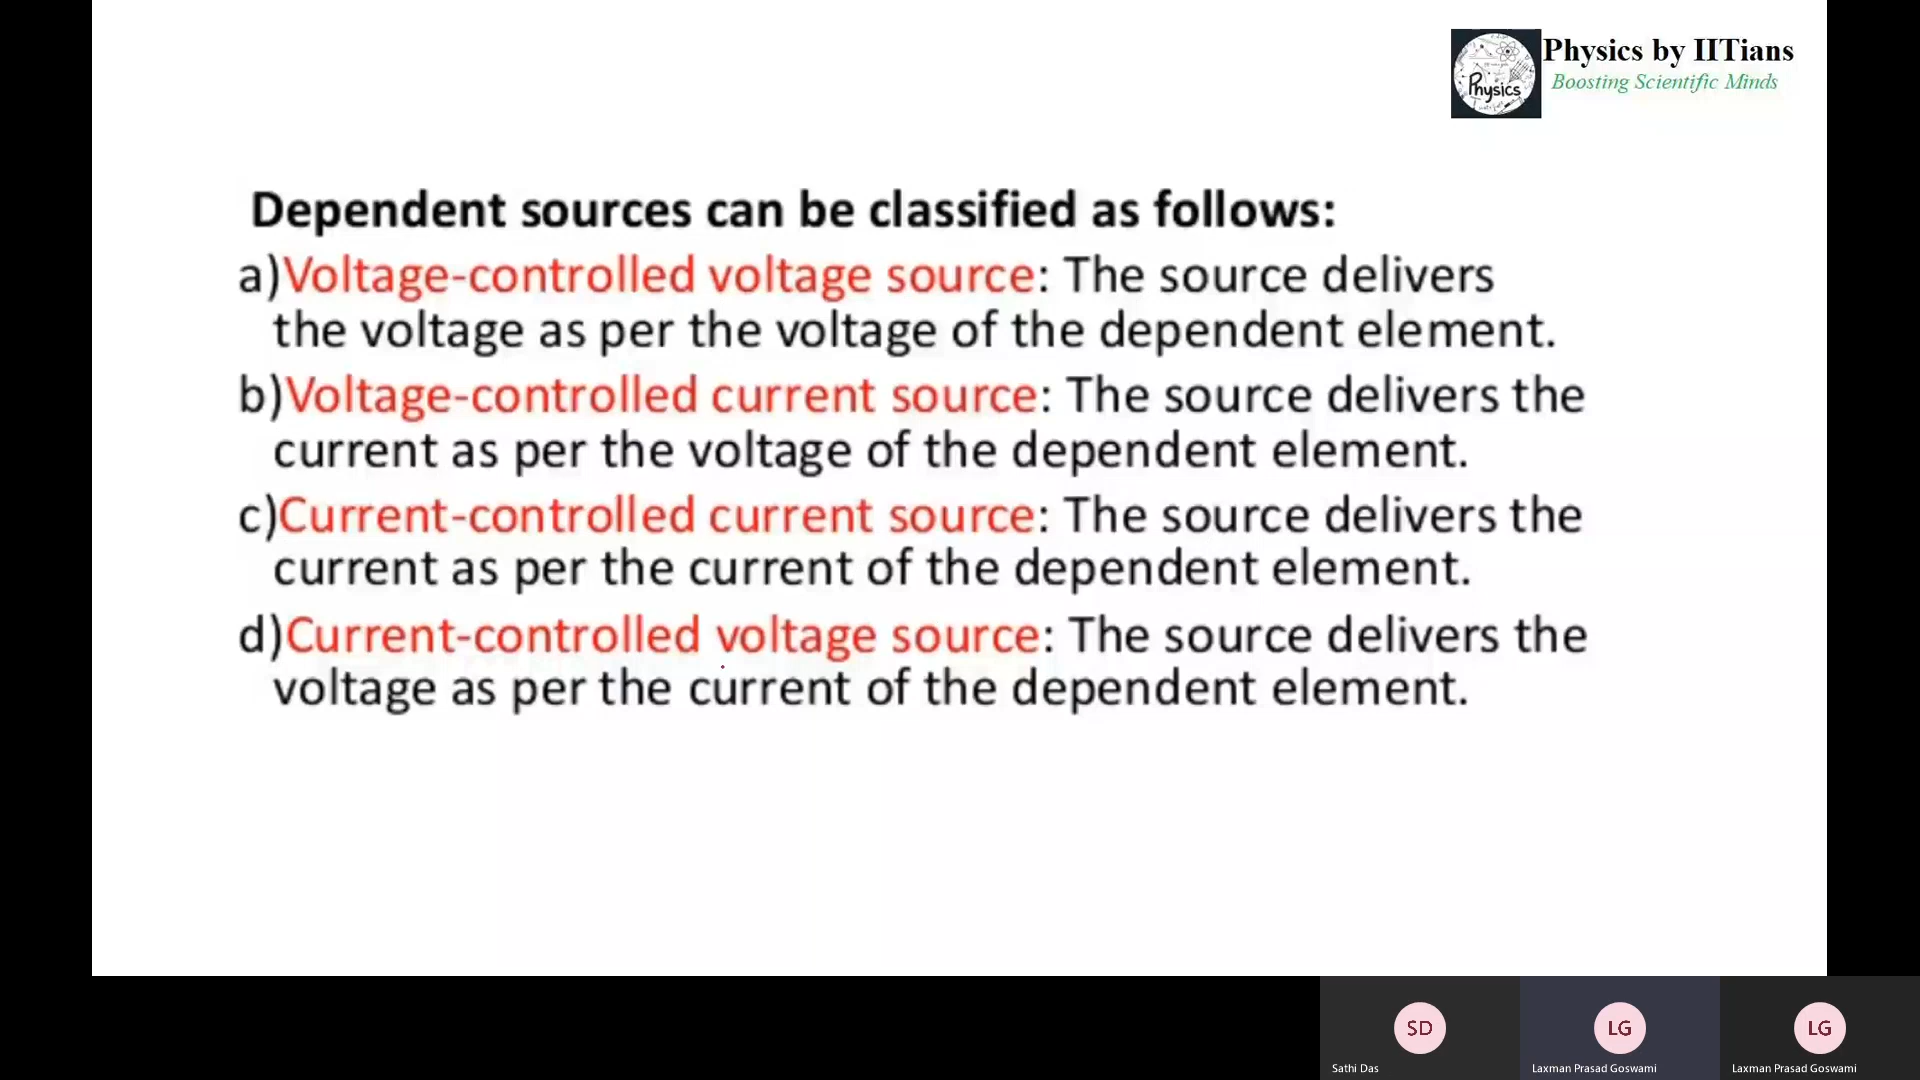 Physics by IITians
Boosting Scientific Minds
Physics
Dependent sources can be classified as follows:
a)Voltage-controlled voltage source: The source delivers
the voltage as per the voltage of the dependent element.
b)Voltage-controlled current source: The source delivers the
current as per the voltage of the dependent element.
c)Current-controlled current source: The source delivers the
current as per the current of the dependent element.
d)Current-controlled voltage source: The source delivers the
voltage as per the current of the dependent element.
SD
LG
LG
Sathi Das
Laxman Prasad Goswami
Laxman Prasad Goswami